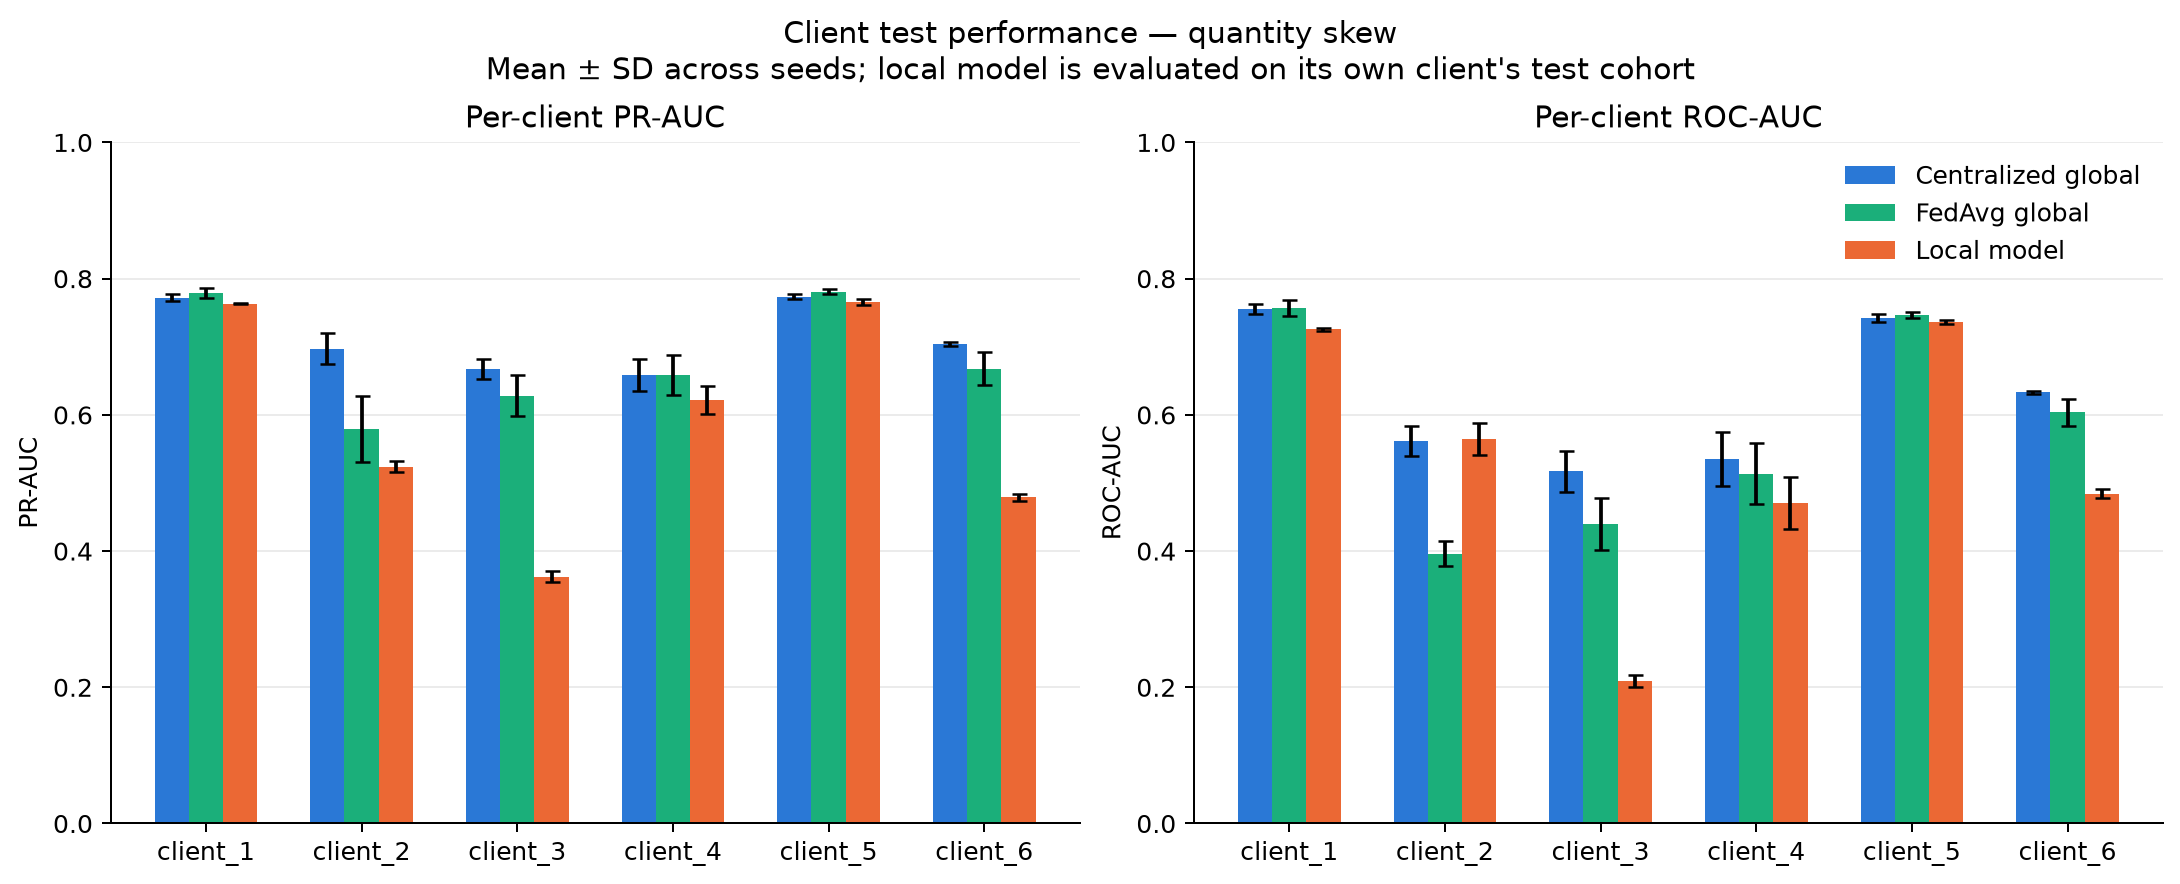 Client test performance — quantity skew
Mean ± SD across seeds; local model is evaluated on its own client's test cohort
Per-client PR-AUC
1.0
0.8
0.6
0.4
0.2
0.0
PR-AUC
client_1 client_2 client_3 client_4 client_5 client_6
Per-client ROC-AUC
1.0
0.8
0.6
0.4
0.2
0.0
ROC-AUC
Centralized global
FedAvg global
Local model
client_1 client_2 client_3 client_4 client_5 client_6